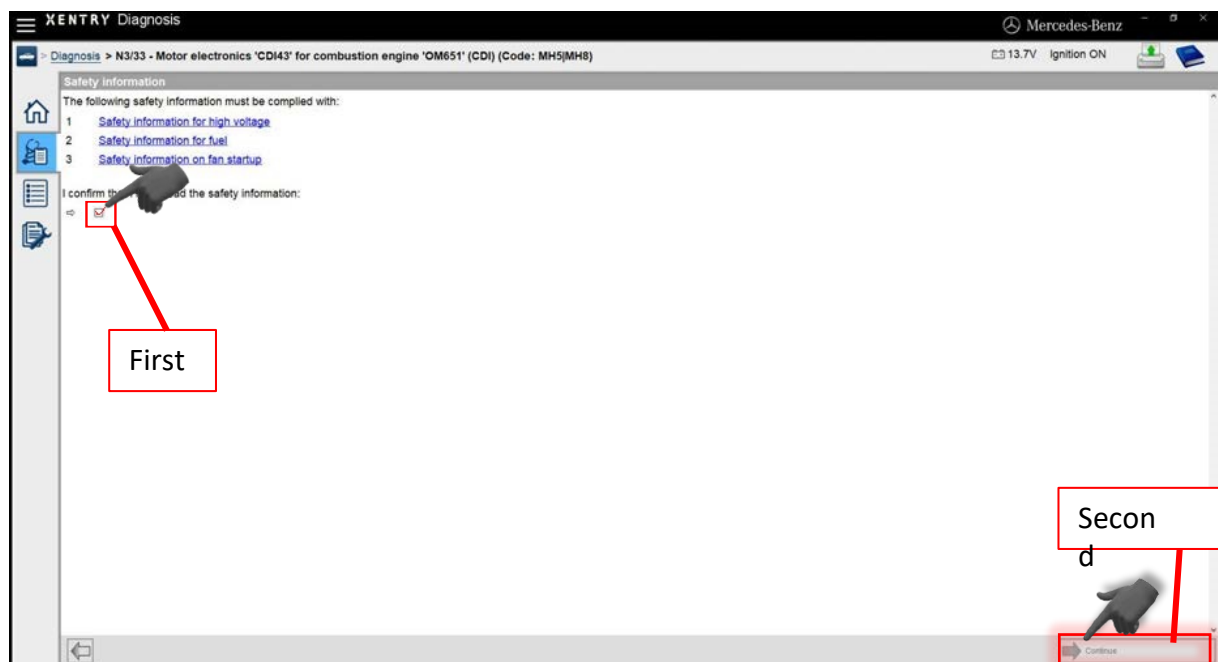 XENTRY Diagnosis
Mercedes-Benz
> Diagnosis > N3/33 - Motor electronics 'CDI43' for combustion engine 'OM651' (CDI) (Code: MH5|MH8)
13.7V Ignition ON
Safety information
The following safety information must be complied with:
1 Safety information for high voltage
2 Safety information for fuel
3 Safety information on fan startup
I confirm the safety information:
First
Secon
d
Continue